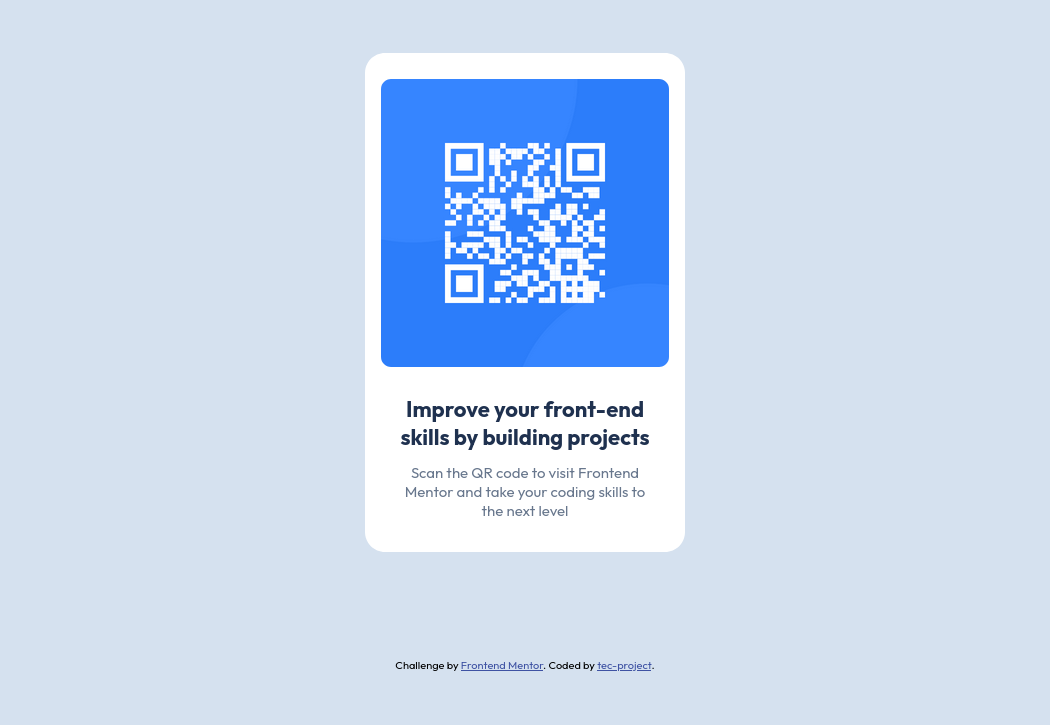 Improve your front-end
skills by building projects
Scan the QR code to visit Frontend
Mentor and take your coding skills to
the next level
Challenge by Frontend Mentor. Coded by tec-project.